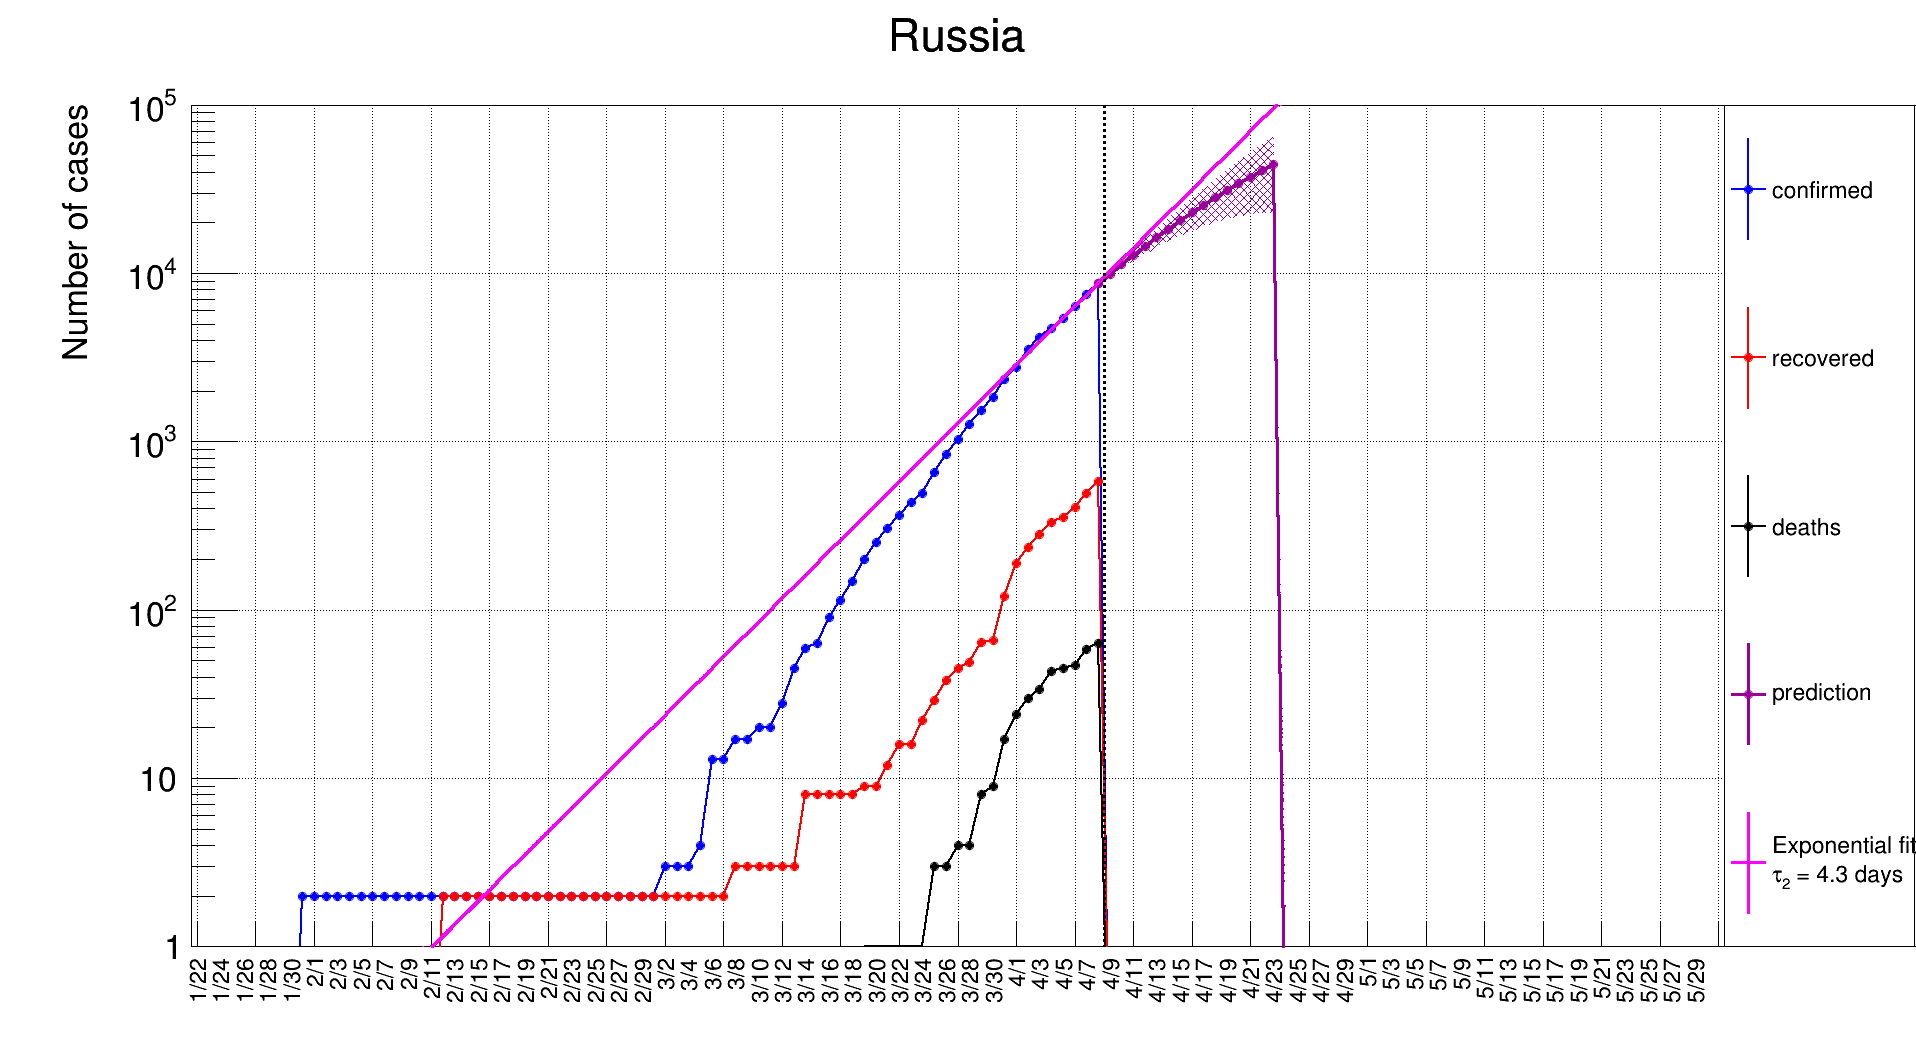 Russia
Number of cases
10^5
10^4
10^3
10^2
10
1
1/22 1/24 1/26 1/28 1/30 2/1 2/3 2/5 2/7 2/9 2/11 2/13 2/15 2/17 2/19 2/21 2/23 2/25 2/27 2/29 3/2 3/4 3/6 3/8 3/10 3/12 3/14 3/16 3/18 3/20 3/22 3/24 3/26 3/28 3/30 4/1 4/3 4/5 4/7 4/9 4/11 4/13 4/15 4/17 4/19 4/21 4/23 4/25 4/27 4/29 5/1 5/3 5/5 5/7 5/9 5/11 5/13 5/15 5/17 5/19 5/21 5/23 5/25 5/27 5/29
confirmed
recovered
deaths
prediction
Exponential fit
τ₂ = 4.3 days